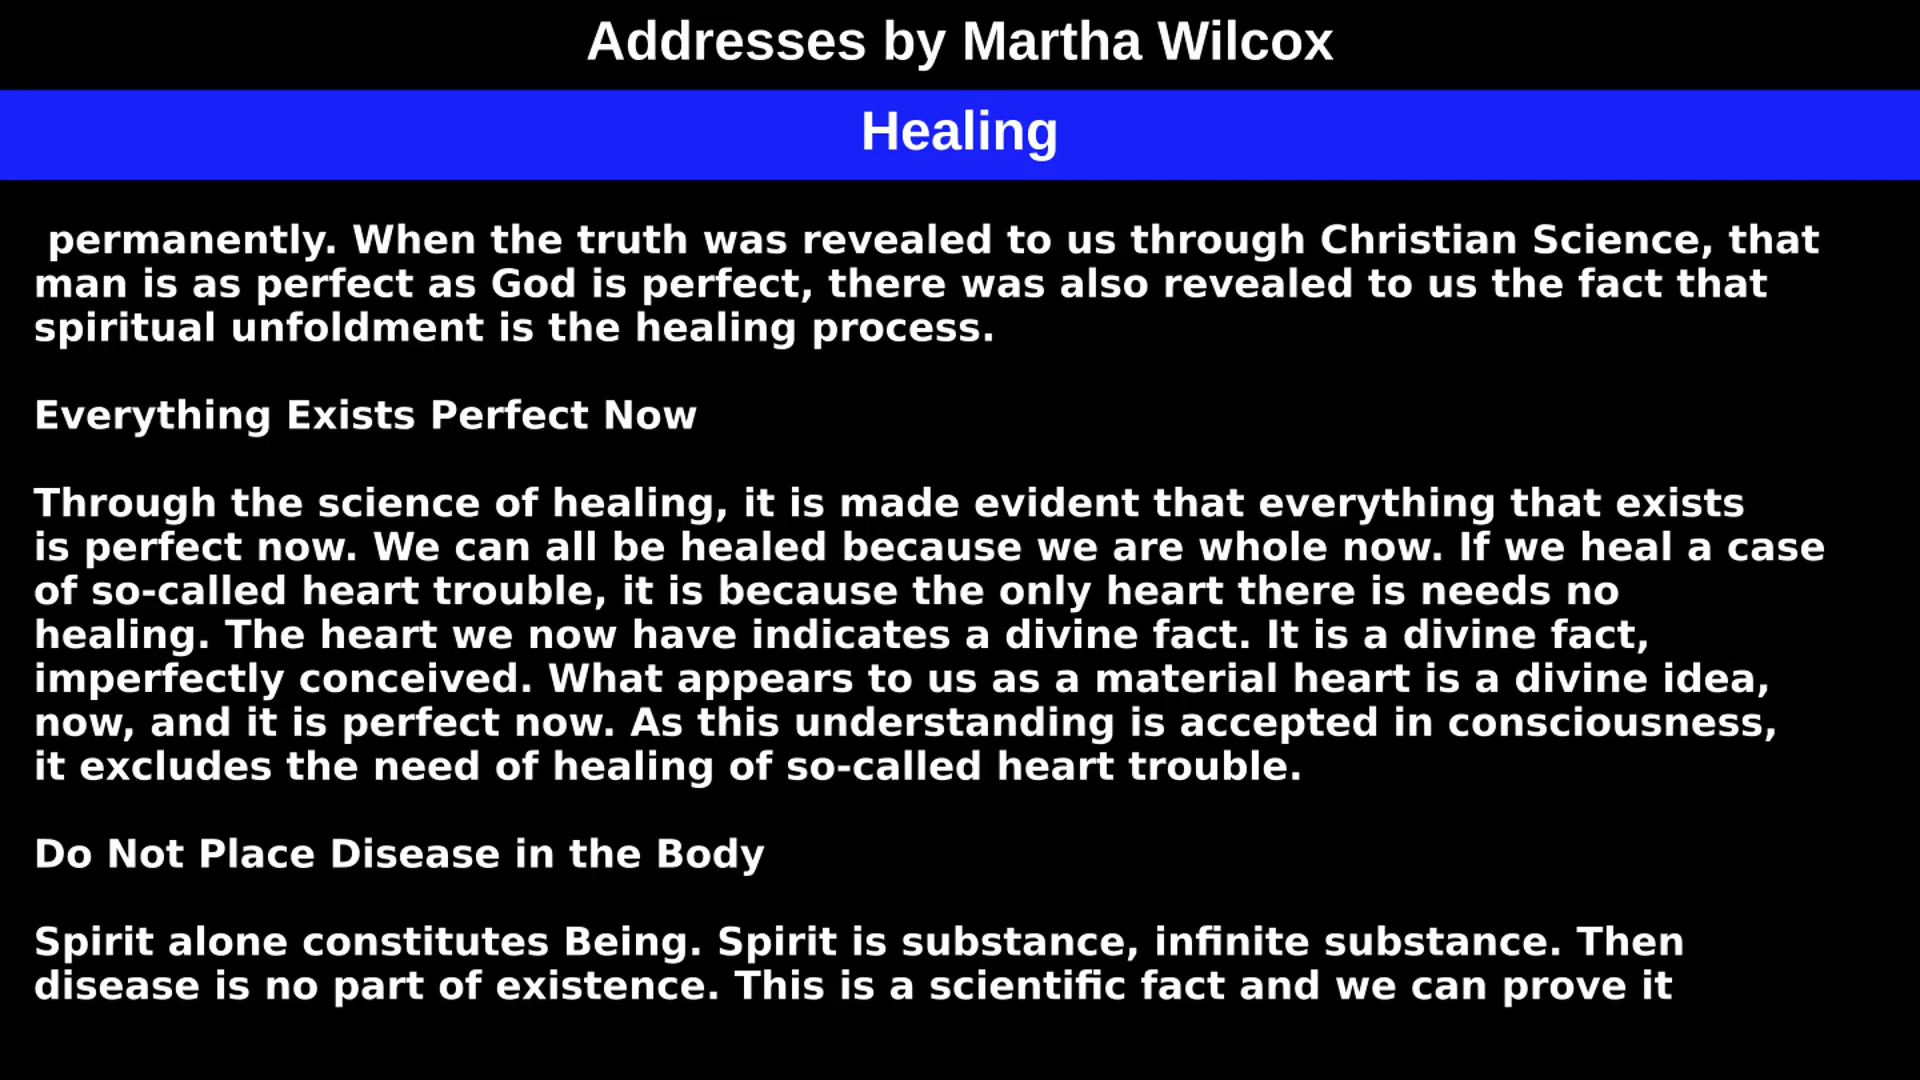 Addresses by Martha Wilcox
Healing
permanently. When the truth was revealed to us through Christian Science, that
man is as perfect as God is perfect, there was also revealed to us the fact that
spiritual unfoldment is the healing process.
Everything Exists Perfect Now
Through the science of healing, it is made evident that everything that exists
is perfect now. We can all be healed because we are whole now. If we heal a case
of so-called heart trouble, it is because the only heart there is needs no
healing. The heart we now have indicates a divine fact. It is a divine fact,
imperfectly conceived. What appears to us as a material heart is a divine idea,
now, and it is perfect now. As this understanding is accepted in consciousness,
it excludes the need of healing of so-called heart trouble.
Do Not Place Disease in the Body
Spirit alone constitutes Being. Spirit is substance, infinite substance. Then
disease is no part of existence. This is a scientific fact and we can prove it